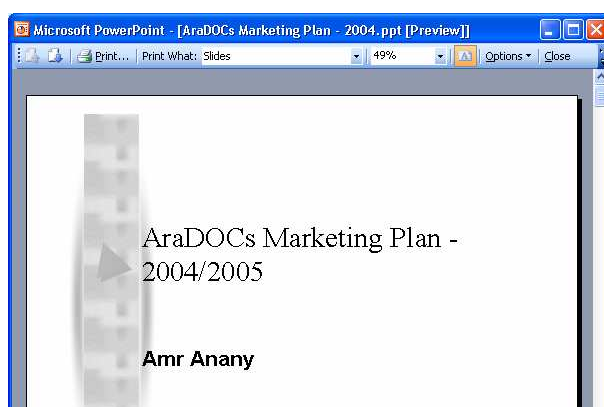 Microsoft PowerPoint - [AraDOCs Marketing Plan - 2004.ppt [Preview]]
Print... Print What: Slides 49% Options Close
AraDOCs Marketing Plan -
2004/2005
Amr Anany